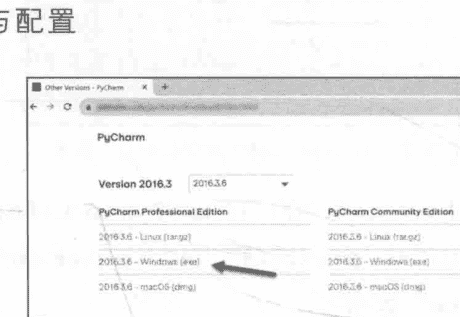 与配置
Other Versions - PyCharm
PyCharm
Version 2016.3 2016.3.6
PyCharm Professional Edition PyCharm Community Edition
2016.3.6 - Linux (tar.gz) 2016.3.6 - Linux (tar.gz)
2016.3.6 - Windows (exe) 2016.3.6 - Windows (exe)
2016.3.6 - macOS (dmg) 2016.3.6 - macOS (dmg)